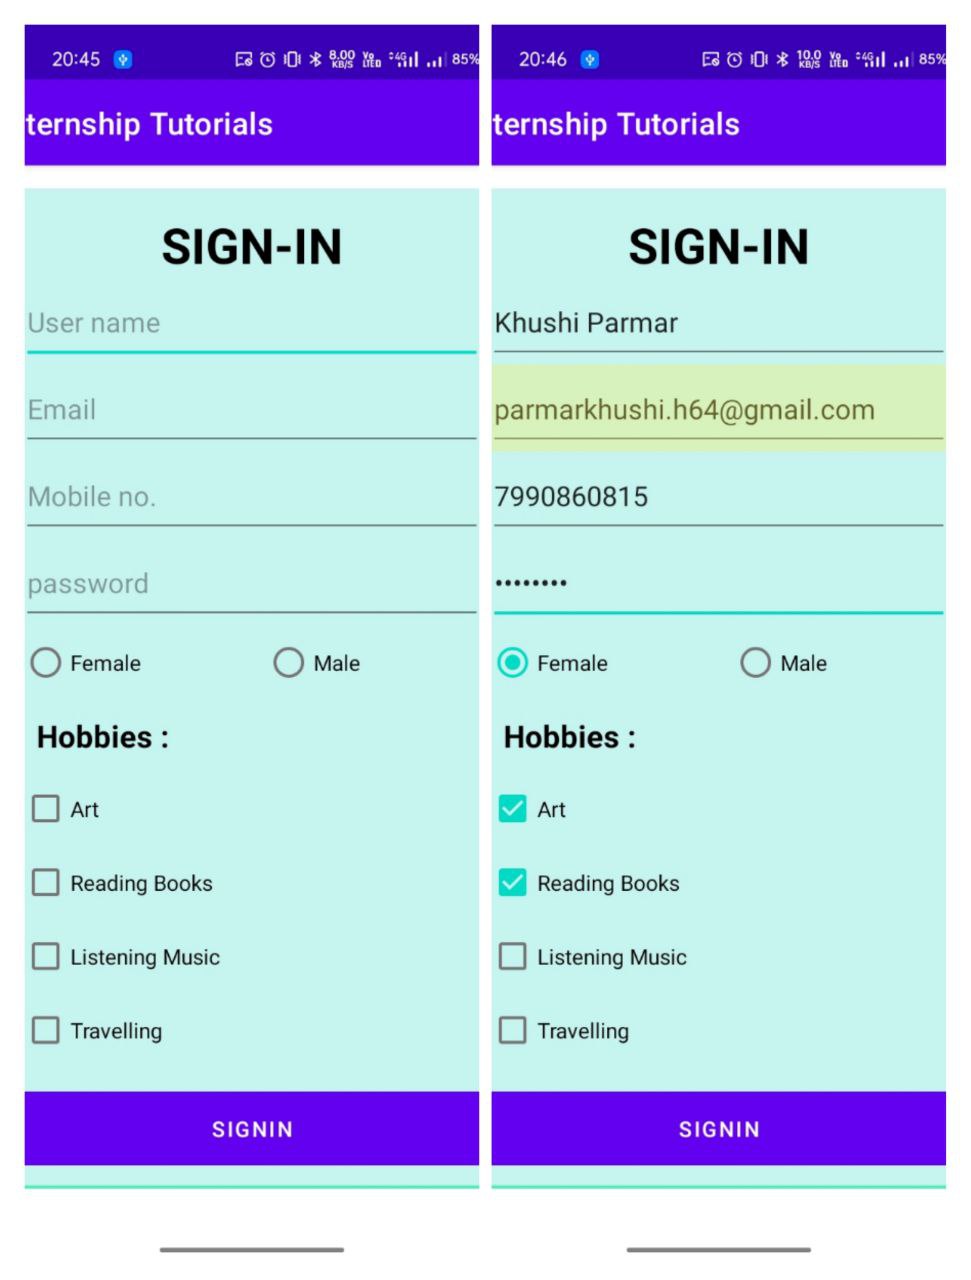 20:45 8.00 KB/S Vo LTE 4G 85%
ternship Tutorials
SIGN-IN
User name
Email
Mobile no.
password
Female Male
Hobbies :
Art
Reading Books
Listening Music
Travelling
SIGNIN
20:46 10.0 KB/S Vo LTE 4G 85%
ternship Tutorials
SIGN-IN
Khushi Parmar
parmarkhushi.h64@gmail.com
7990860815
••••••••
Female Male
Hobbies :
Art
Reading Books
Listening Music
Travelling
SIGNIN